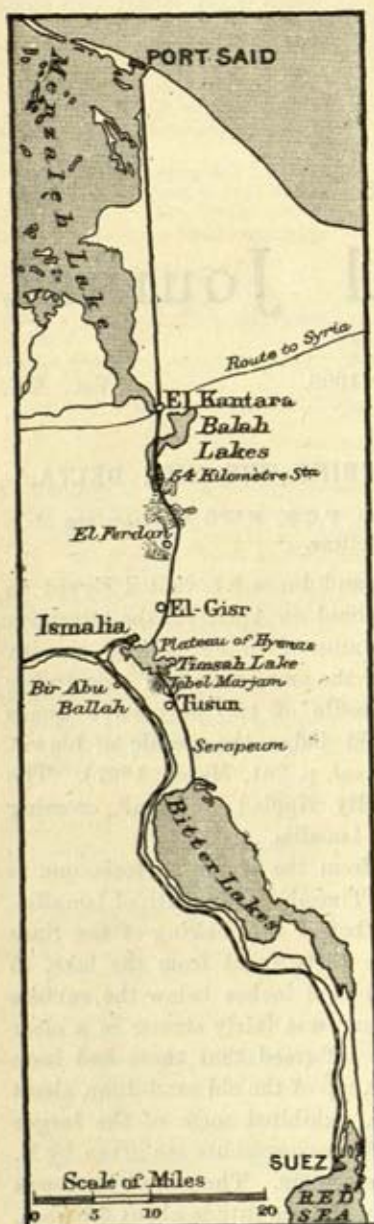 PORT SAID
Menzaleh
Lake
Route to Syria
El Kantara
Balah
Lakes
54 Kilometre Sta.
El Ferdan
El-Gisr
Ismalia
Plateau of Hyenas
Timsah Lake
Jebel Marjam
Bir Abu
Ballah
Tusun
Serapeum
Bitter Lakes
SUEZ
RED
SEA
Scale of Miles
0 5 10 20